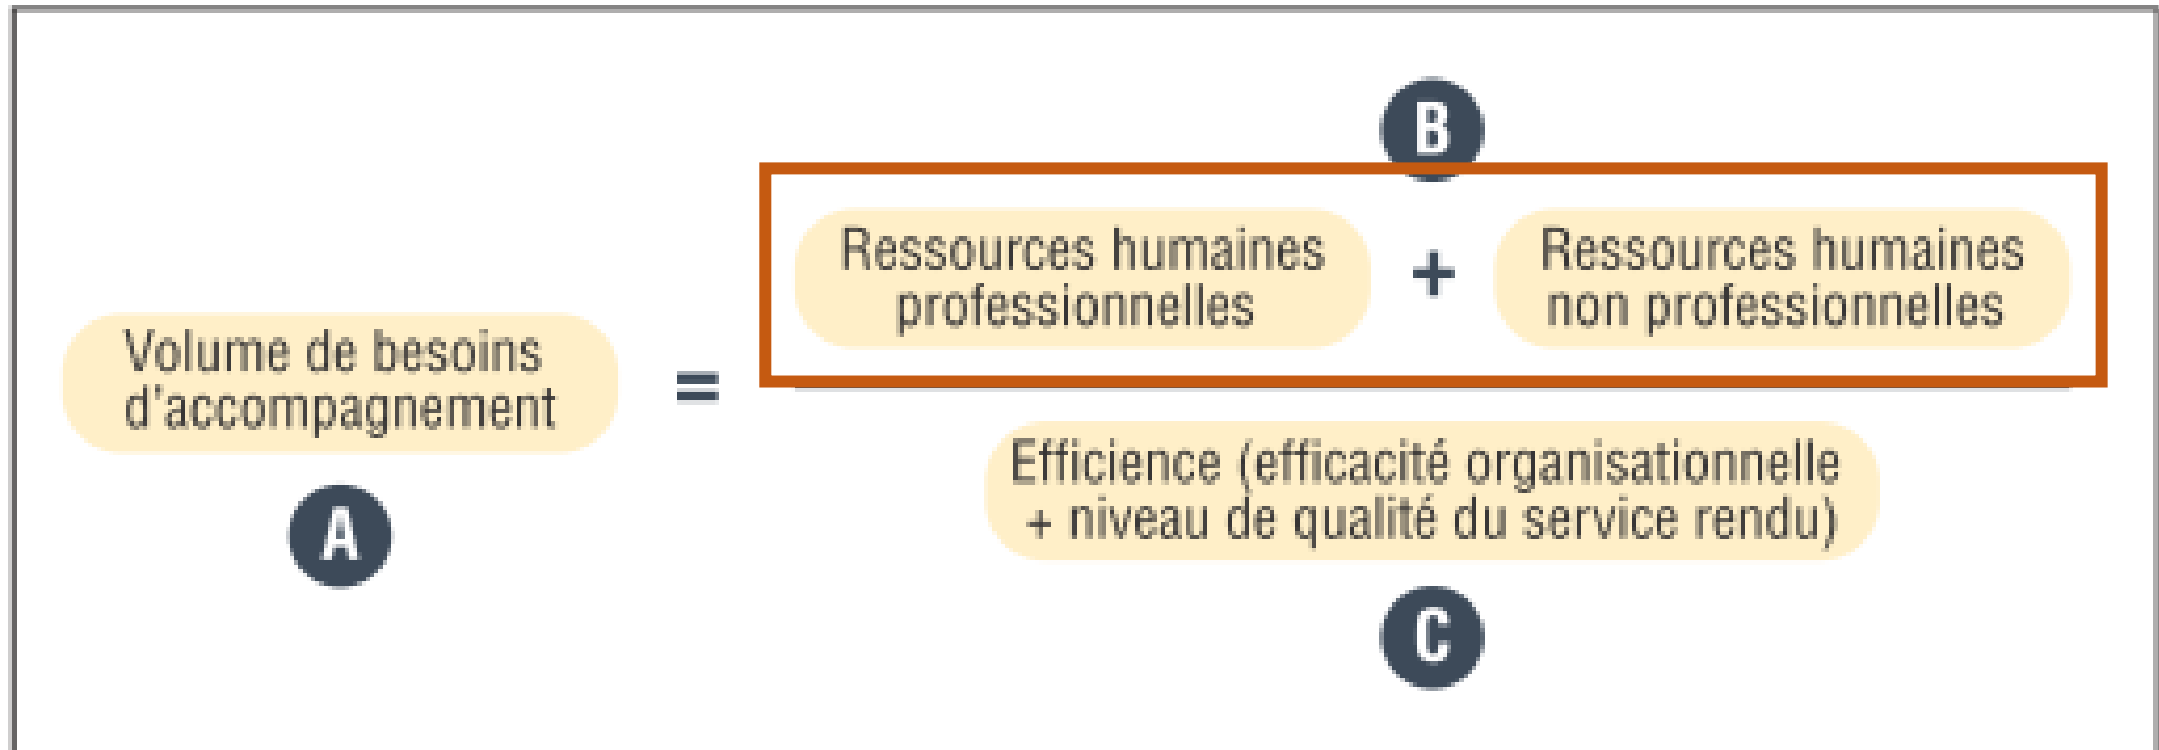 B
Ressources humaines
professionnelles
+
Ressources humaines
non professionnelles
Volume de besoins
d'accompagnement
=
A
Efficience (efficacité organisationnelle
+ niveau de qualité du service rendu)
C